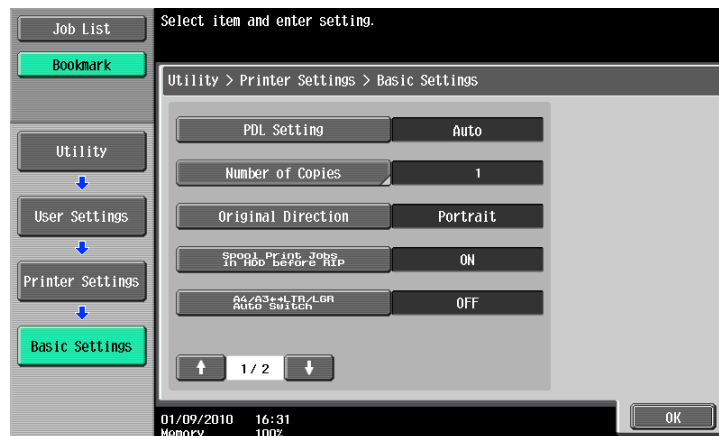 Job List
Bookmark
Utility
User Settings
Printer Settings
Basic Settings
Select item and enter setting.
Utility > Printer Settings > Basic Settings
PDL Setting Auto
Number of Copies 1
Original Direction Portrait
Spool Print Jobs
in HDD before RIP ON
A4/A3↔LTR/LGR
Auto Switch OFF
↑ 1/ 2 ↓
01/09/2010 16:31
Memory 100%
OK